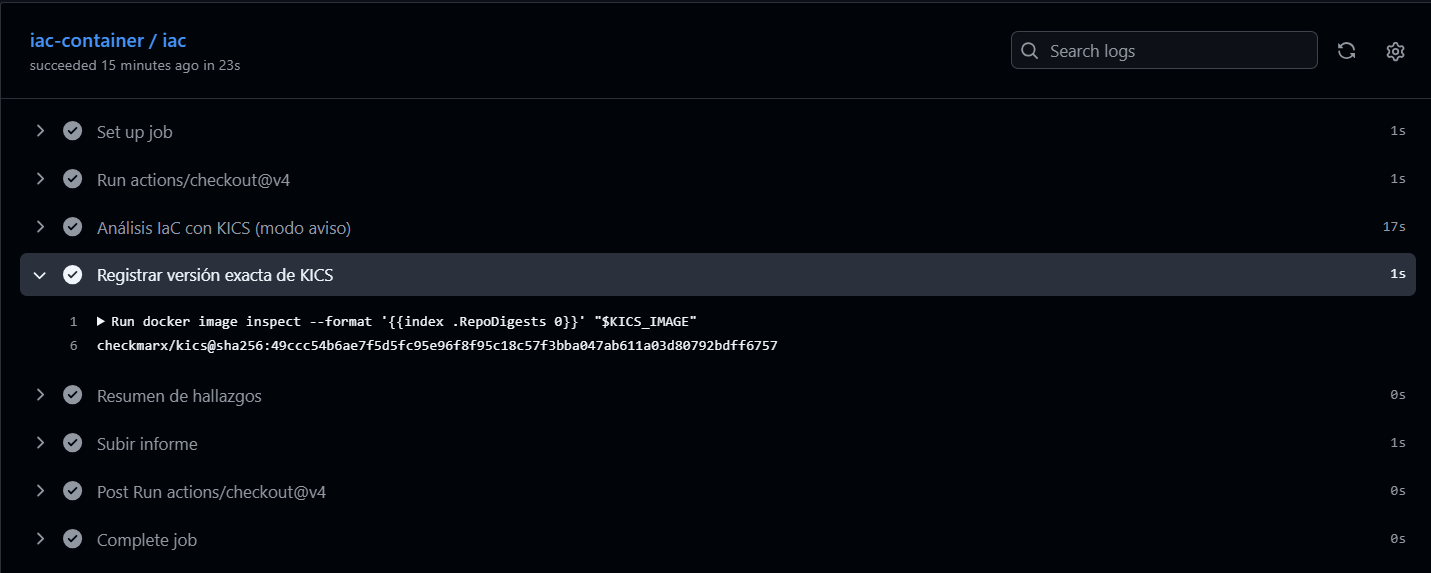 iac-container / iac
succeeded 15 minutes ago in 23s
Search logs
Set up job 1s
Run actions/checkout@v4 1s
Análisis IaC con KICS (modo aviso) 17s
Registrar versión exacta de KICS 1s
1 Run docker image inspect --format '{{index .RepoDigests 0}}' "$KICS_IMAGE"
6 checkmarx/kics@sha256:49ccc54b6ae7f5d5fc95e96f8f95c18c57f3bba047ab611a03d80792bdff6757
Resumen de hallazgos 0s
Subir informe 1s
Post Run actions/checkout@v4 0s
Complete job 0s